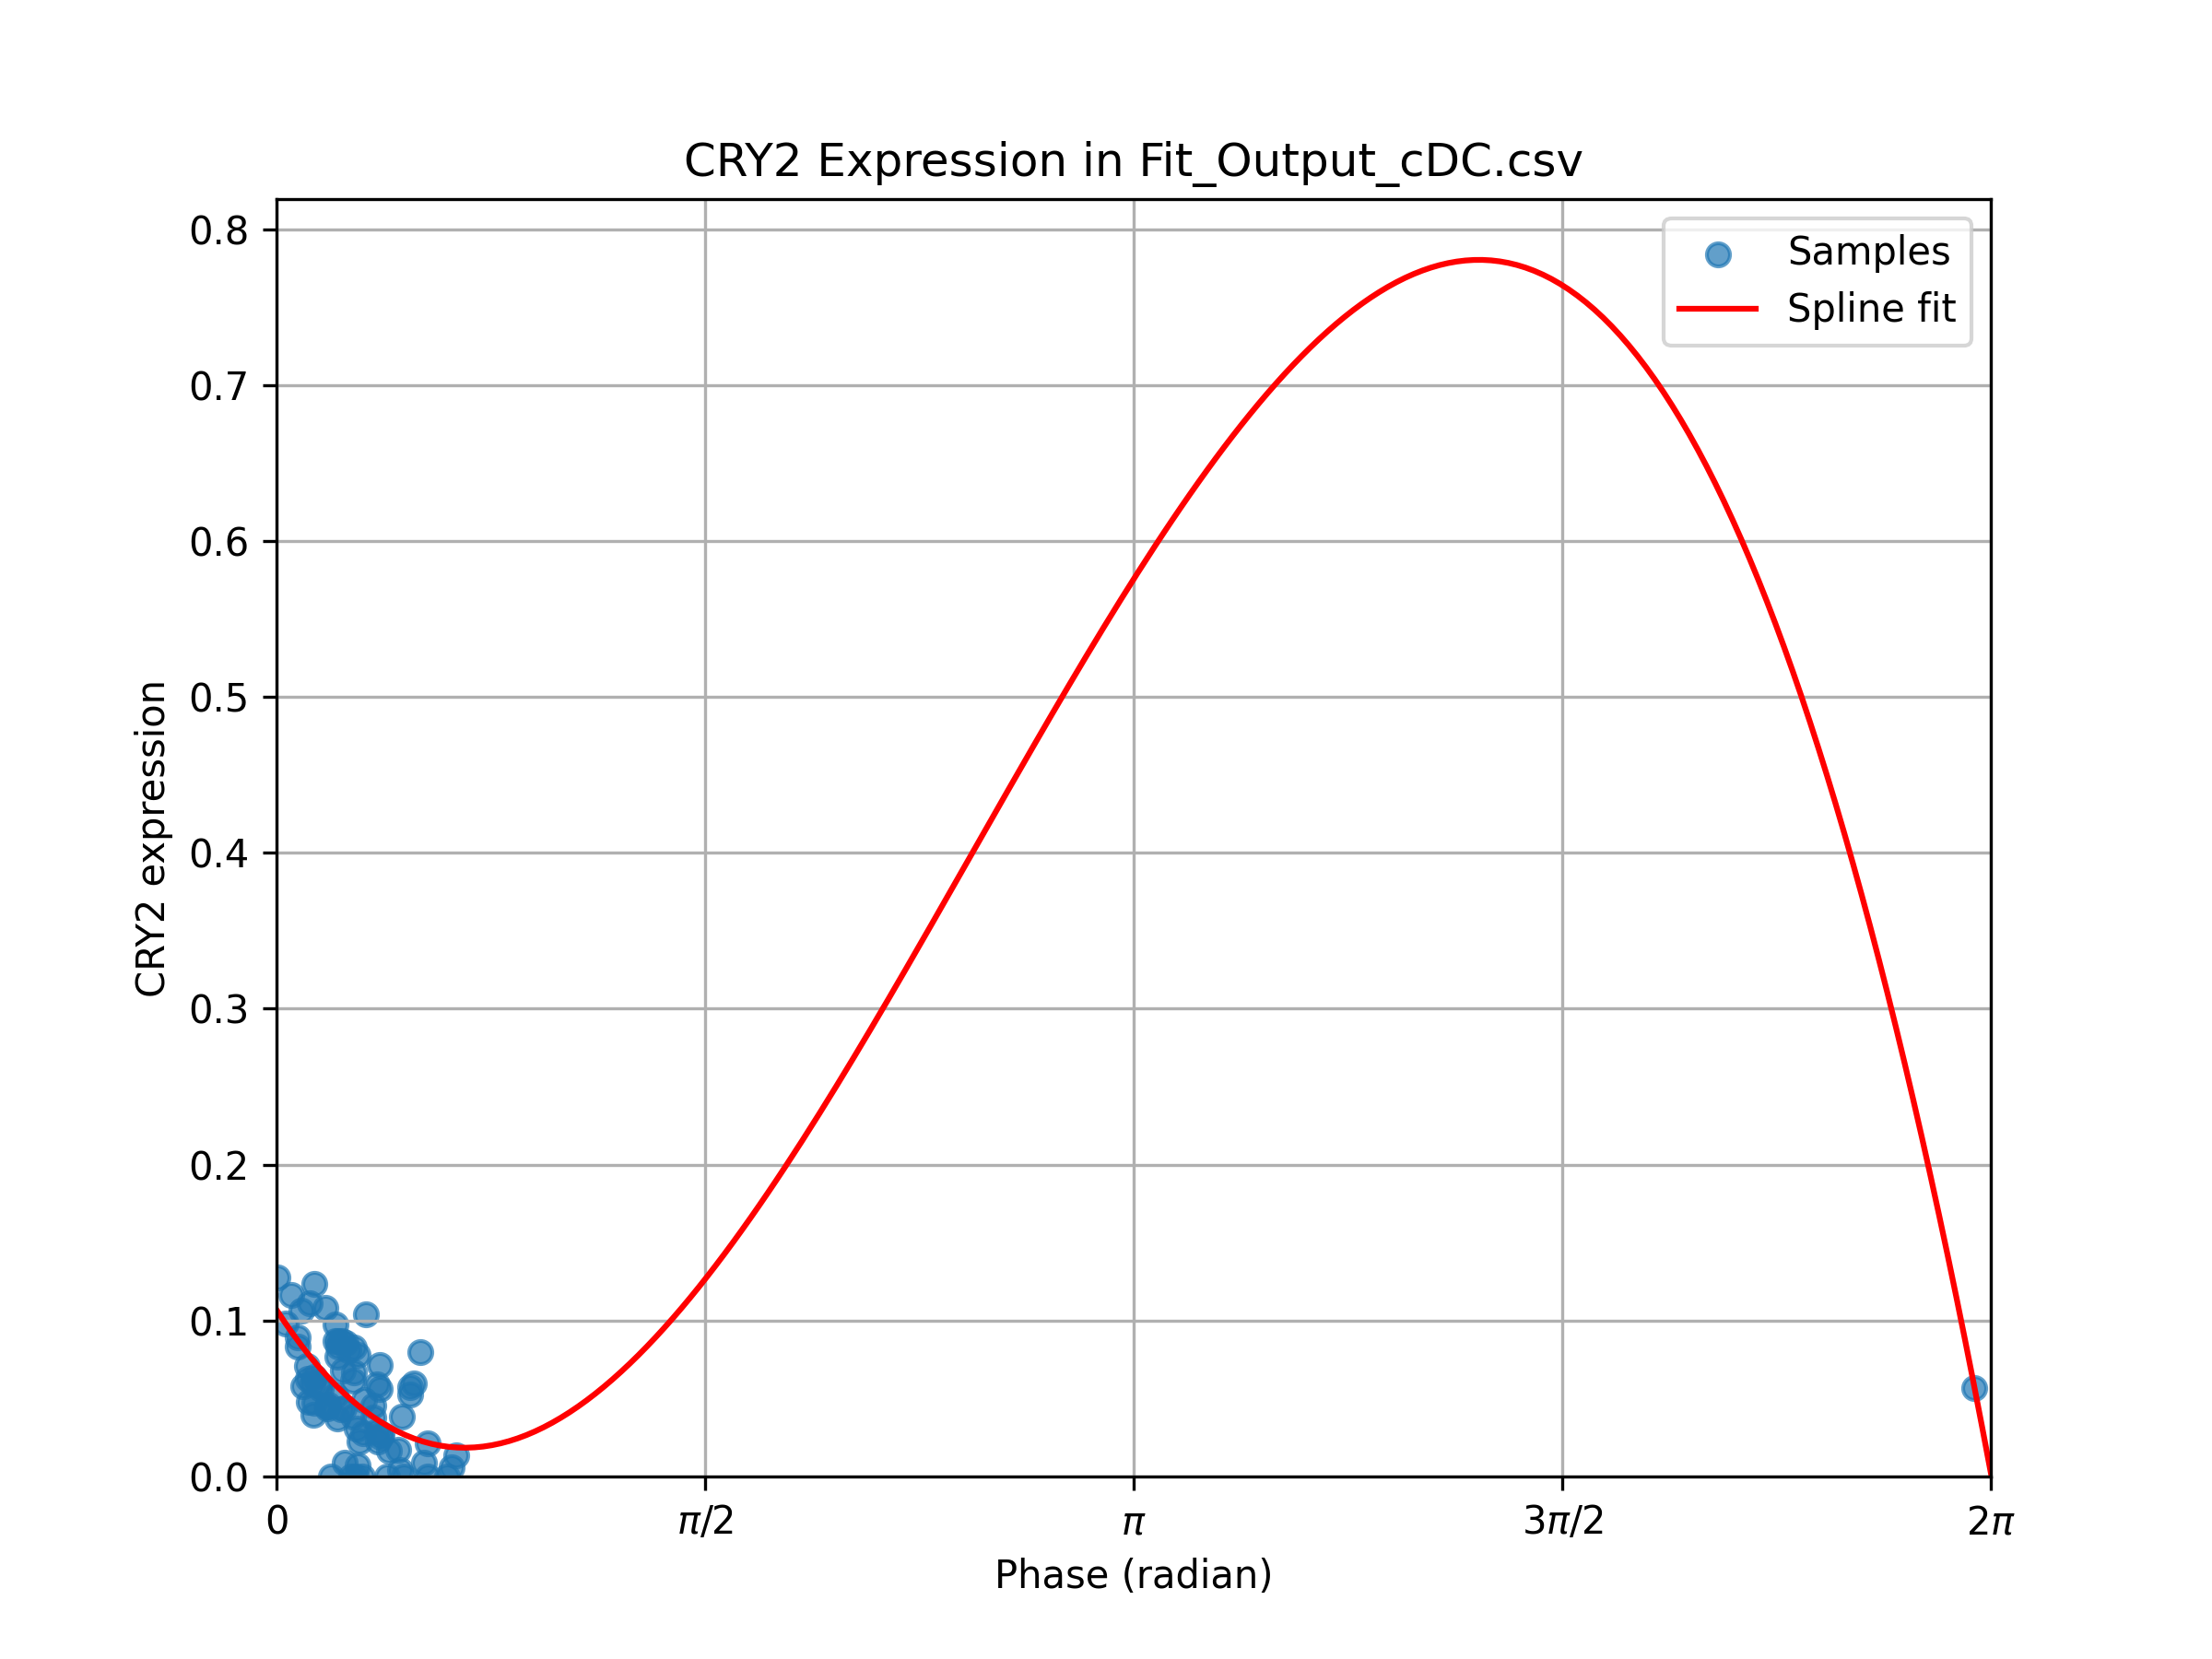 CRY2 Expression in Fit_Output_cDC.csv
Samples
Spline fit
CRY2 expression
0.8
0.7
0.6
0.5
0.4
0.3
0.2
0.1
0.0
0
π/2
π
3π/2
2π
Phase (radian)